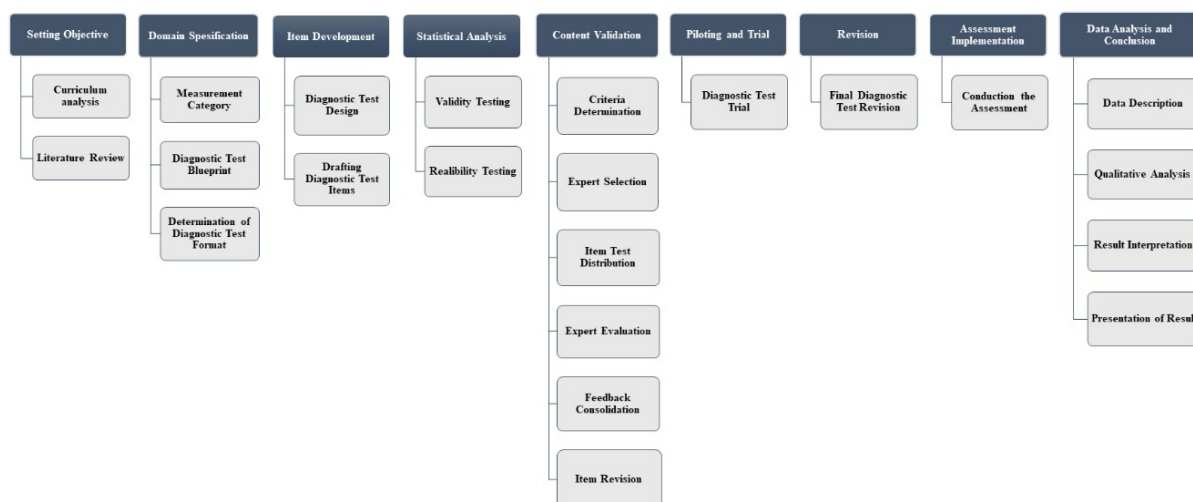 Setting Objective
Curriculum
analysis
Literature Review
Domain Spesification
Measurement
Category
Diagnostic Test
Blueprint
Determination of
Diagnostic Test
Format
Item Development
Diagnostic Test
Design
Drafting
Diagnostic Test
Items
Statistical Analysis
Validity Testing
Realibility Testing
Content Validation
Criteria
Determination
Expert Selection
Item Test
Distribution
Expert Evaluation
Feedback
Consolidation
Item Revision
Piloting and Trial
Diagnostic Test
Trial
Revision
Final Diagnostic
Test Revision
Assessment
Implementation
Conduction the
Assessment
Data Analysis and
Conclusion
Data Description
Qualitative Analysis
Result Interpretation
Presentation of Result